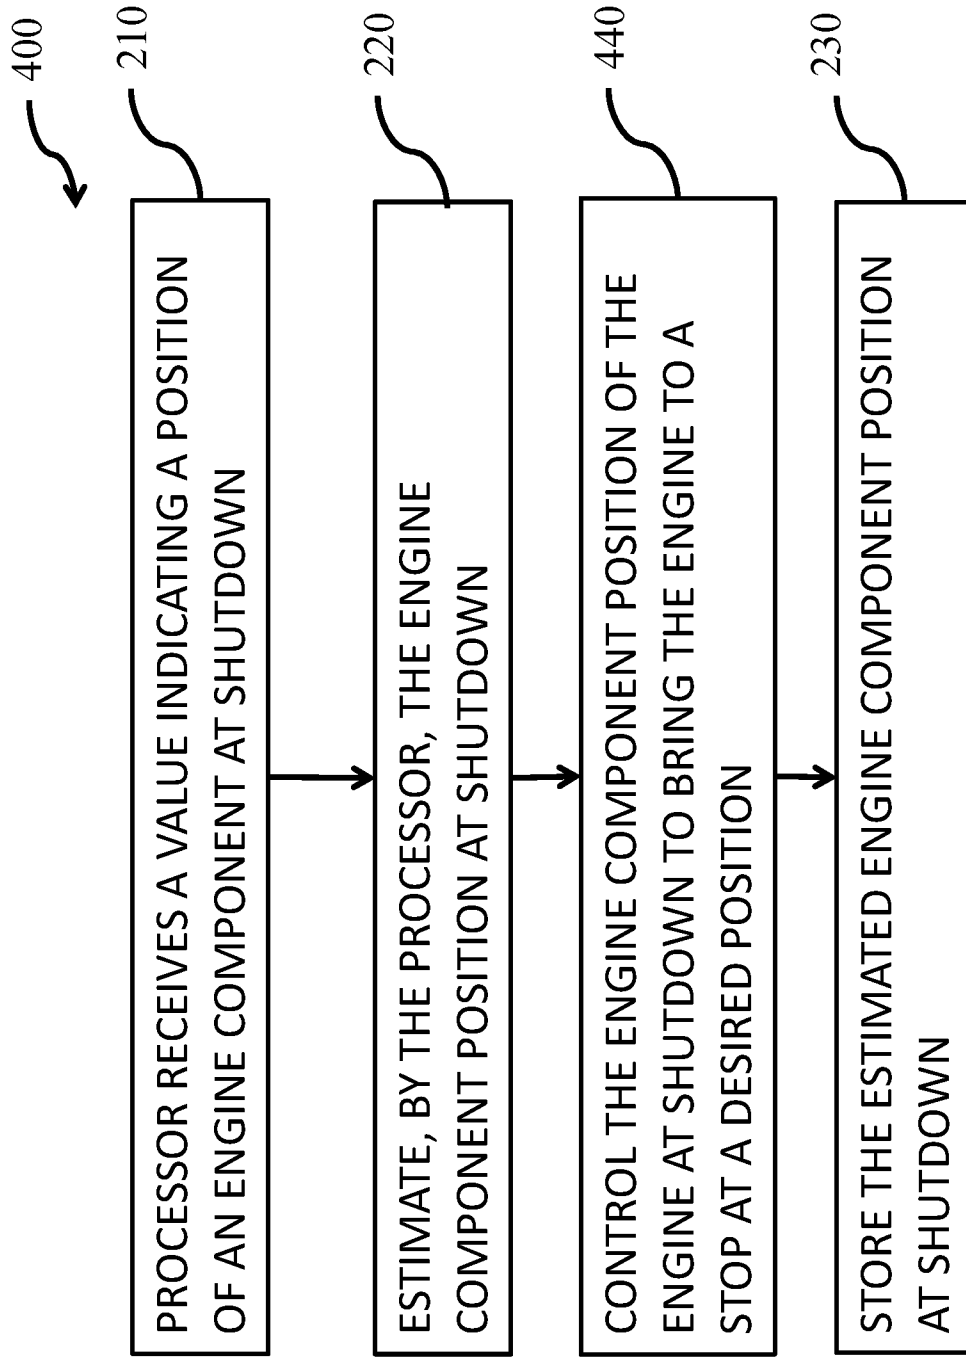 400
210
PROCESSOR RECEIVES A VALUE INDICATING A POSITION
OF AN ENGINE COMPONENT AT SHUTDOWN
220
ESTIMATE, BY THE PROCESSOR, THE ENGINE
COMPONENT POSITION AT SHUTDOWN
440
CONTROL THE ENGINE COMPONENT POSITION OF THE
ENGINE AT SHUTDOWN TO BRING THE ENGINE TO A
STOP AT A DESIRED POSITION
230
STORE THE ESTIMATED ENGINE COMPONENT POSITION
AT SHUTDOWN